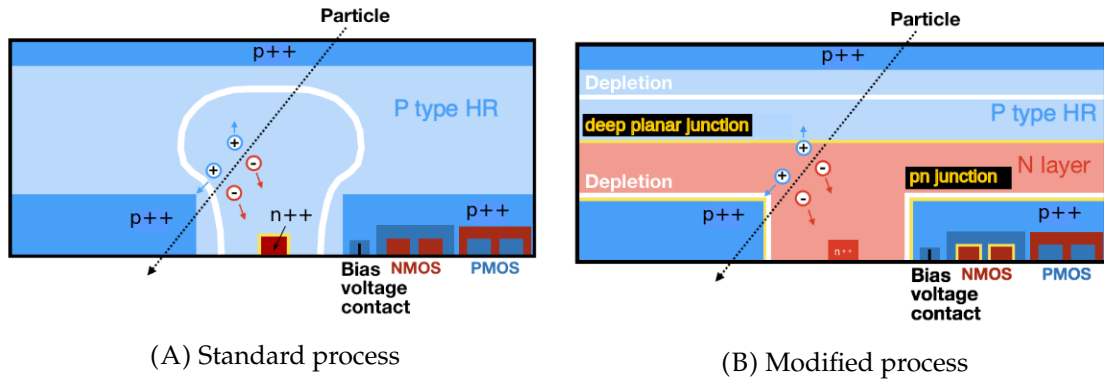 Particle
p++
P type HR
p++
n++
p++
Bias
voltage
contact
NMOS
PMOS
(A) Standard process
Particle
p++
Depletion
P type HR
deep planar junction
N layer
pn junction
Depletion
p++
p++
n++
Bias
voltage
contact
NMOS
PMOS
(B) Modified process